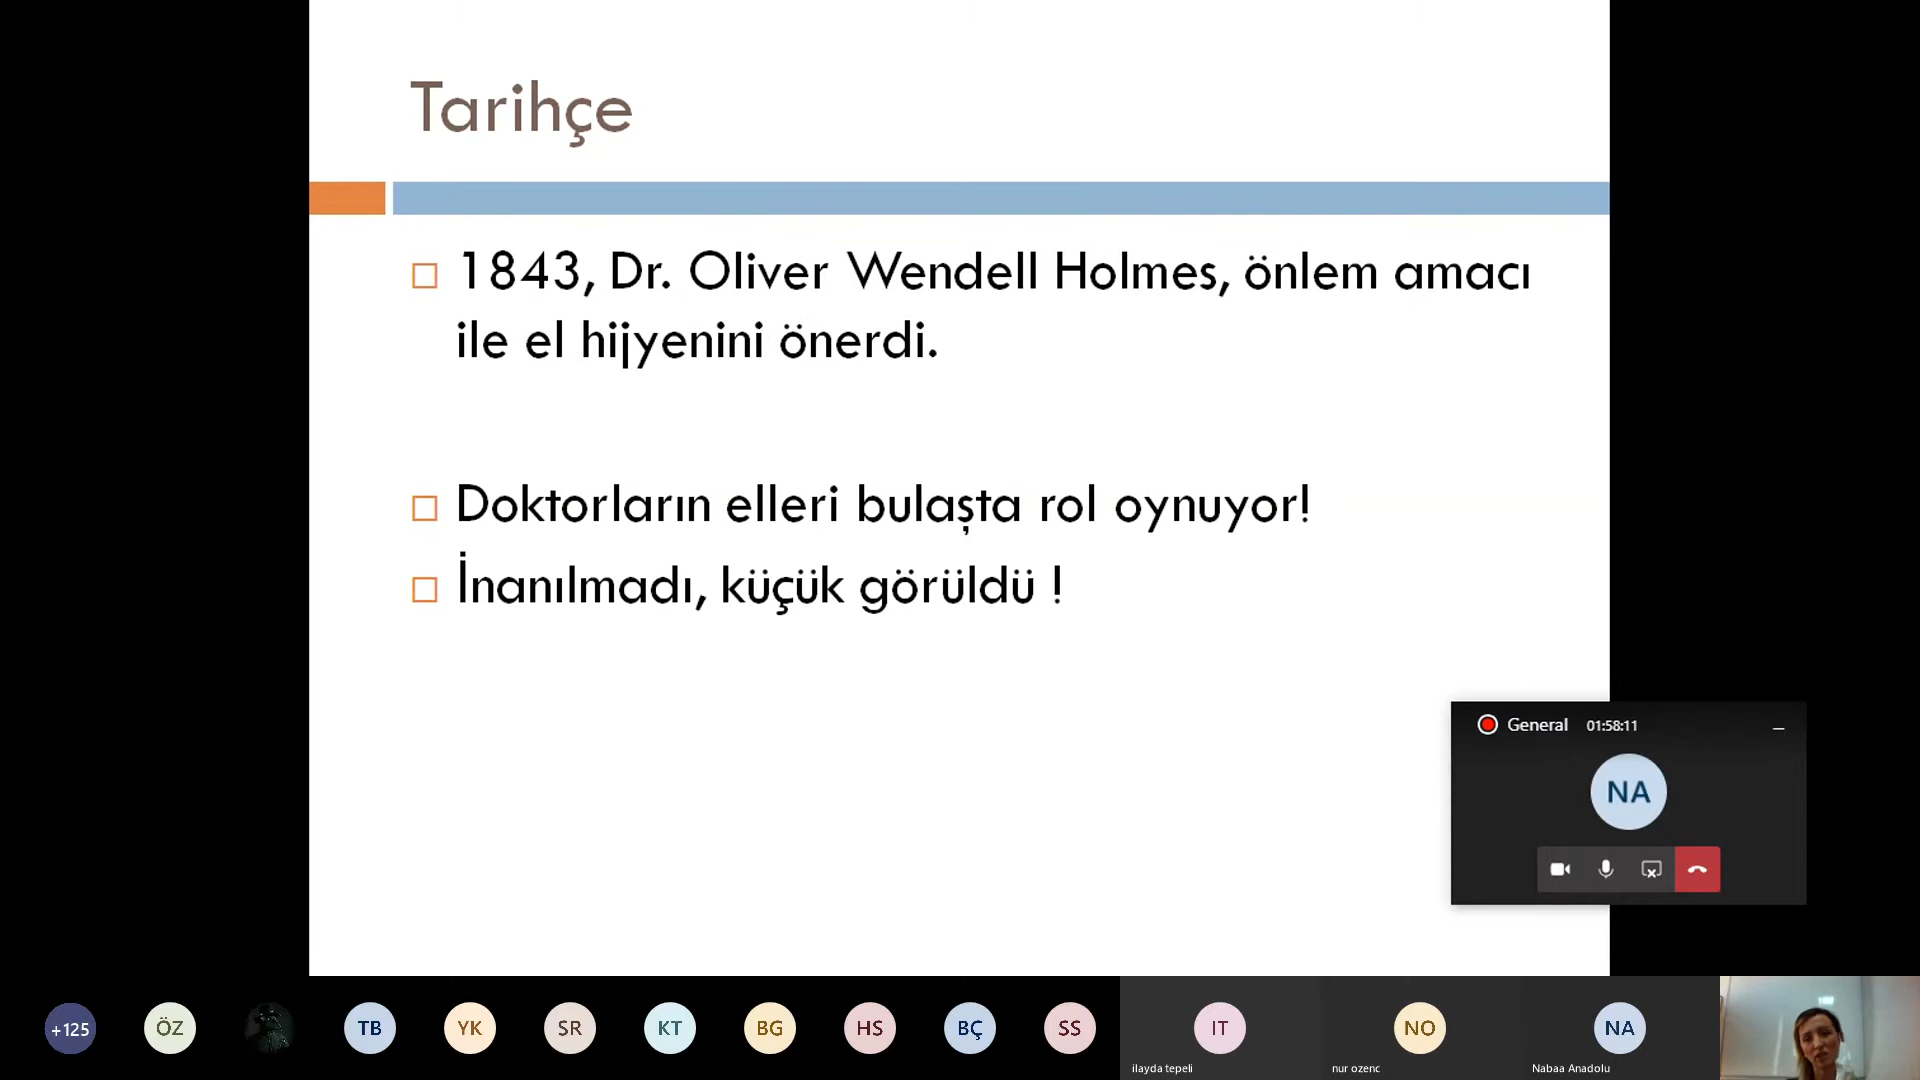 Tarihçe
1843, Dr. Oliver Wendell Holmes, önlem amacı
ile el hijyenini önerdi.
Doktorların elleri bulaşta rol oynuyor!
İnanılmadı, küçük görüldü !
General 01:58:11
NA
+125 ÖZ TB YK SR KT BG HS BÇ SS IT NO NA
ilayda tepeli nur ozenc Nabaa Anadolu